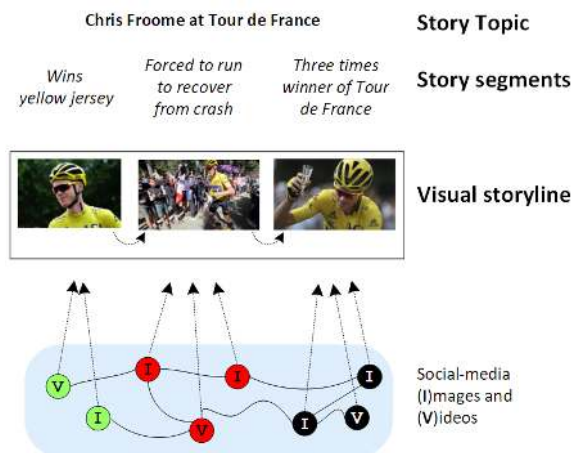 Chris Froome at Tour de France
Story Topic
Wins
yellow jersey
Forced to run
to recover
from crash
Three times
winner of Tour
de France
Story segments
Visual storyline
V
I
I
I
V
I
I
V
Social-media
(I)mages and
(V)ideos